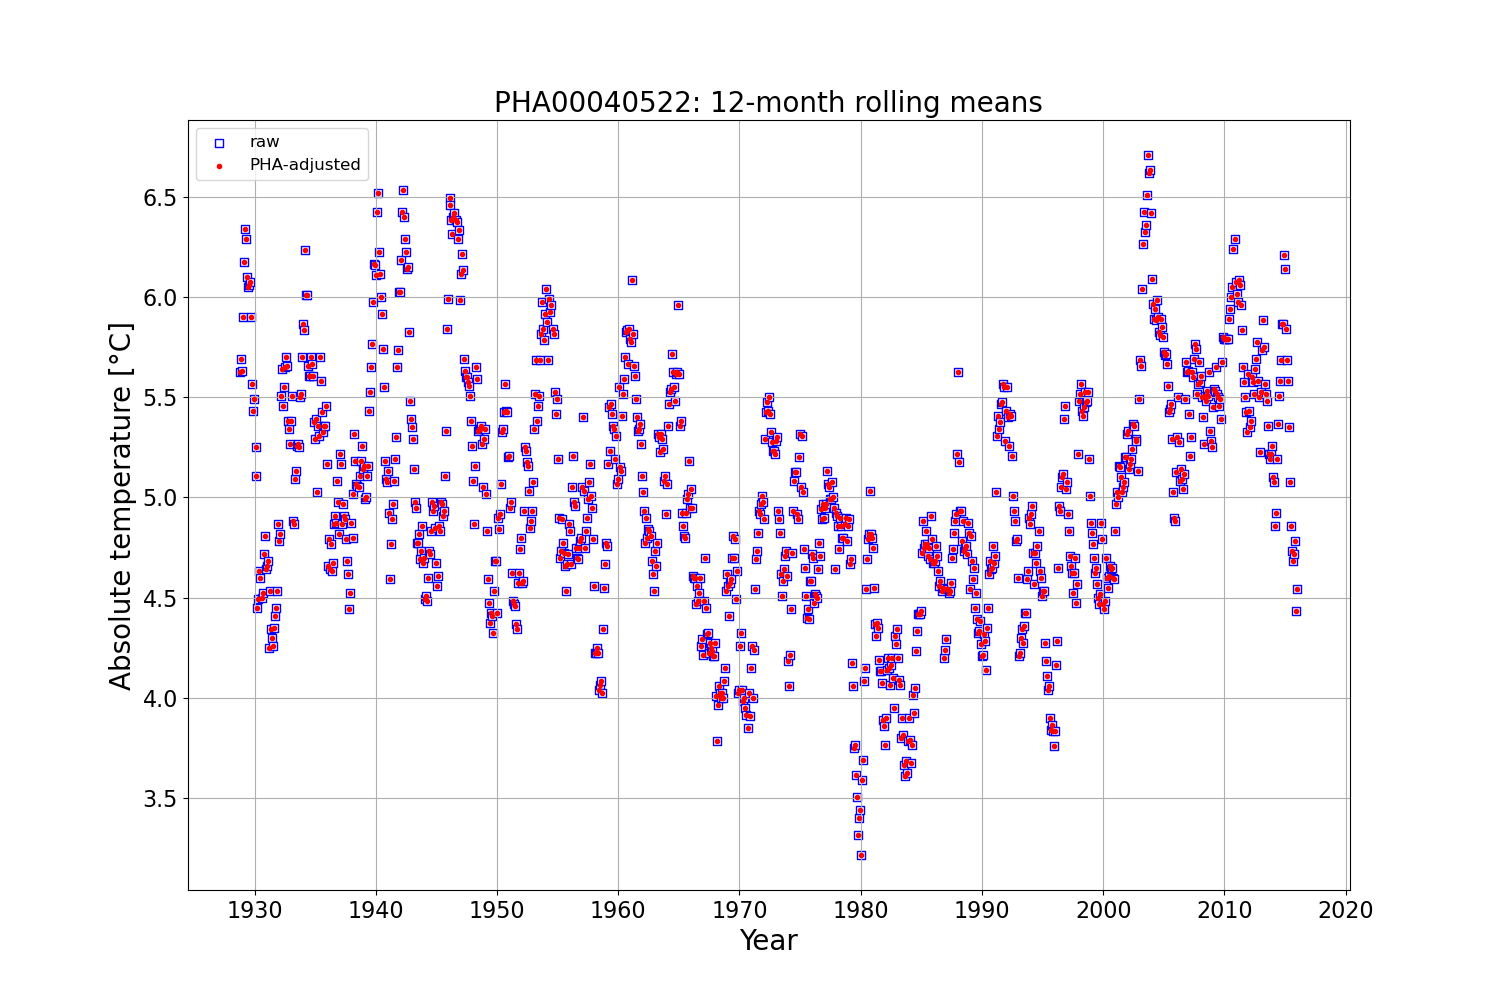 PHA00040522: 12-month rolling means
raw
PHA-adjusted
Absolute temperature [°C]
6.5
6.0
5.5
5.0
4.5
4.0
3.5
1930 1940 1950 1960 1970 1980 1990 2000 2010 2020
Year